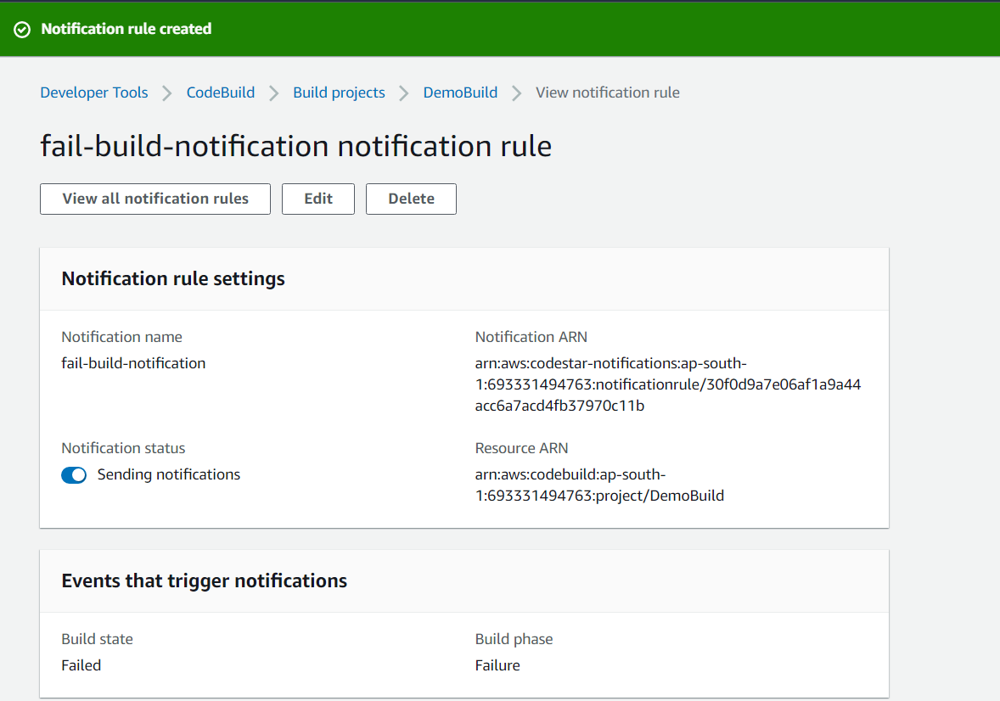 Notification rule created
Developer Tools > CodeBuild > Build projects > DemoBuild > View notification rule
fail-build-notification notification rule
View all notification rules Edit Delete
Notification rule settings
Notification name
fail-build-notification
Notification ARN
arn:aws:codestar-notifications:ap-south-
1:693331494763:notificationrule/30f0d9a7e06af1a9a44
acc6a7acd4fb37970c11b
Notification status
Sending notifications
Resource ARN
arn:aws:codebuild:ap-south-
1:693331494763:project/DemoBuild
Events that trigger notifications
Build state
Failed
Build phase
Failure